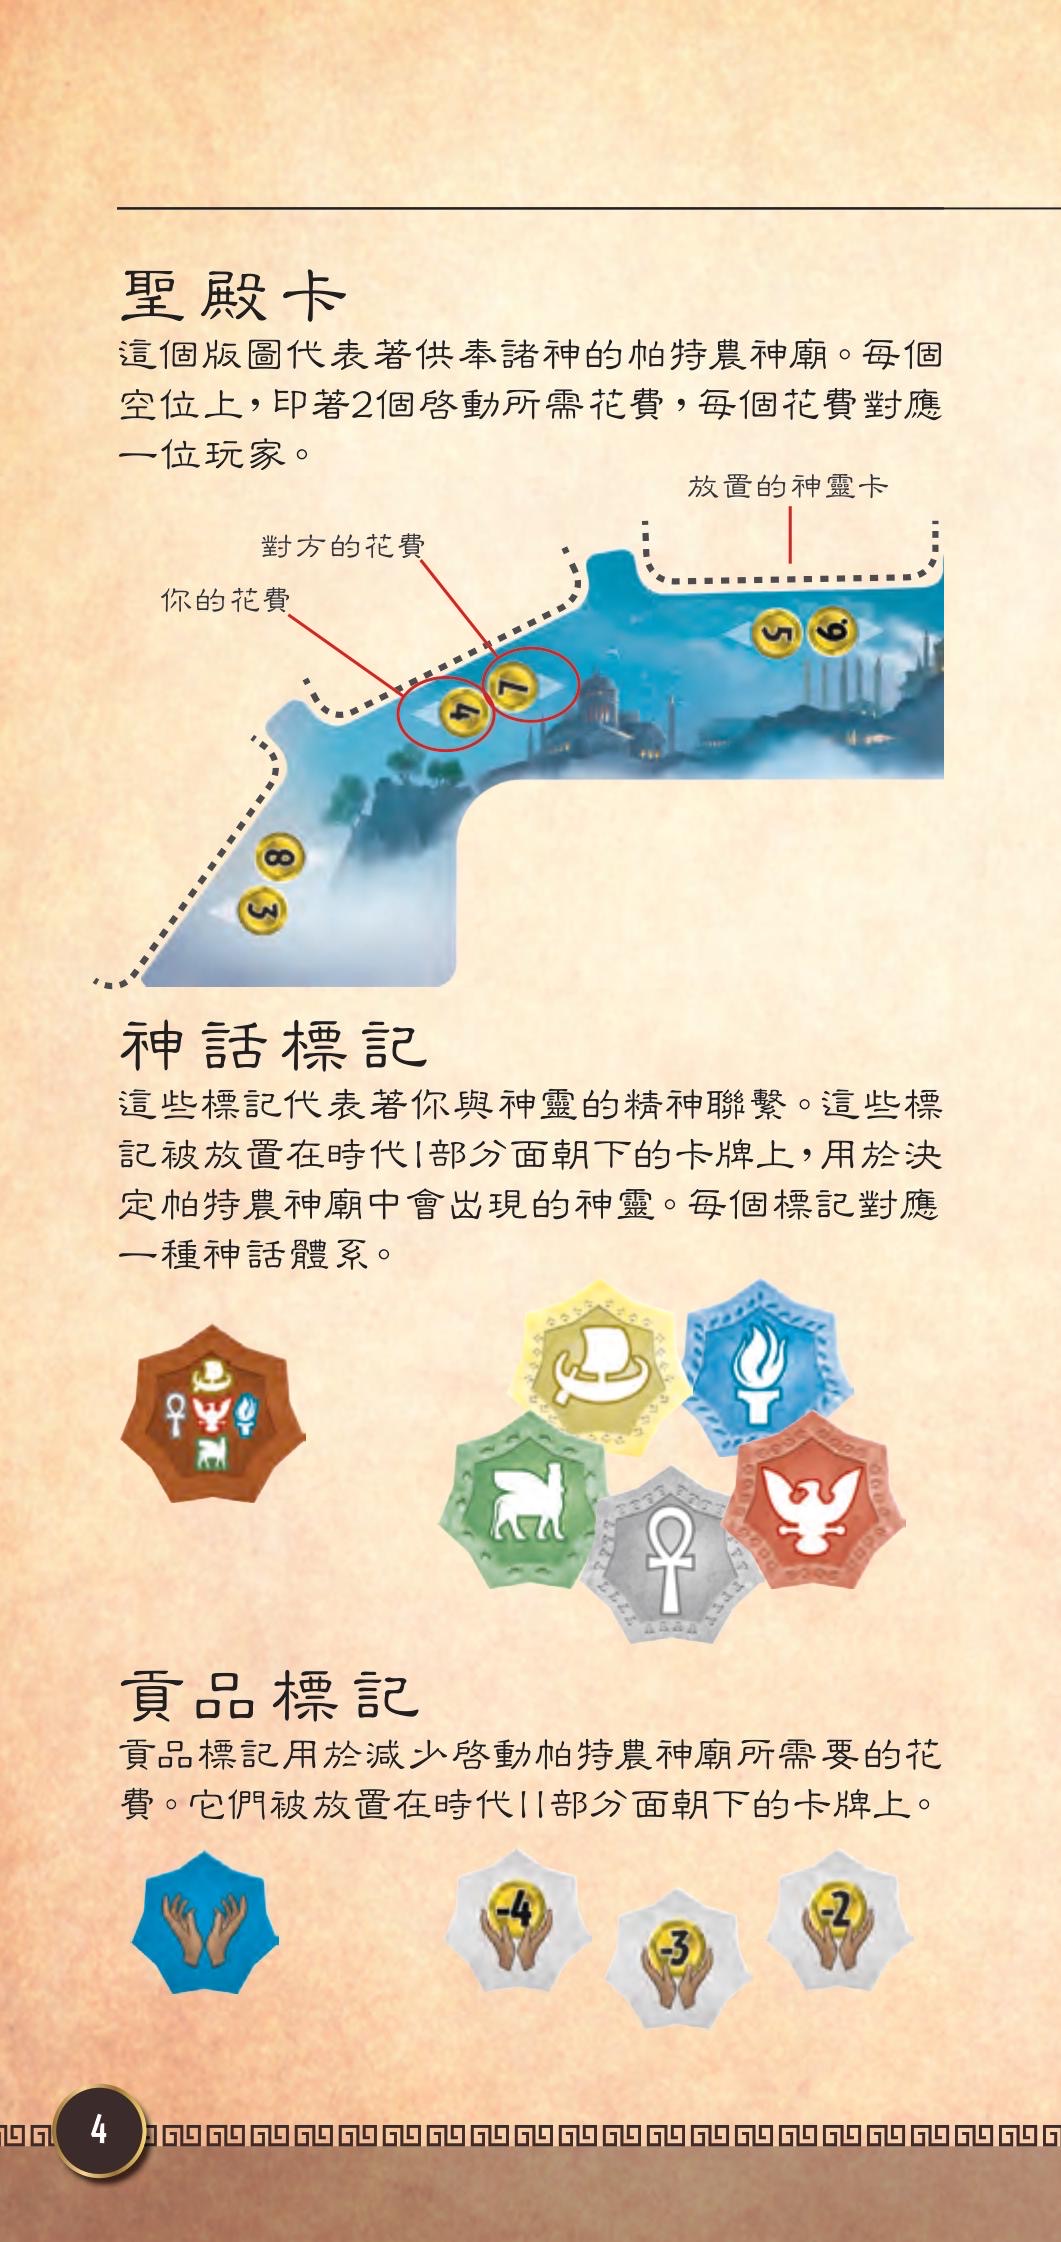 聖殿卡
這個版圖代表著供奉諸神的帕特農神廟。每個
空位上，印著2個啓動所需花費，每個花費對應
一位玩家。
放置的神靈卡
對方的花費
你的花費
5 6.
7
4
8
3
神話標記
這些標記代表著你與神靈的精神聯繫。這些標
記被放置在時代I部分面朝下的卡牌上，用於決
定帕特農神廟中會出現的神靈。每個標記對應
一種神話體系。
貢品標記
貢品標記用於減少啓動帕特農神廟所需要的花
費。它們被放置在時代II部分面朝下的卡牌上。
-4
-3
-2
4